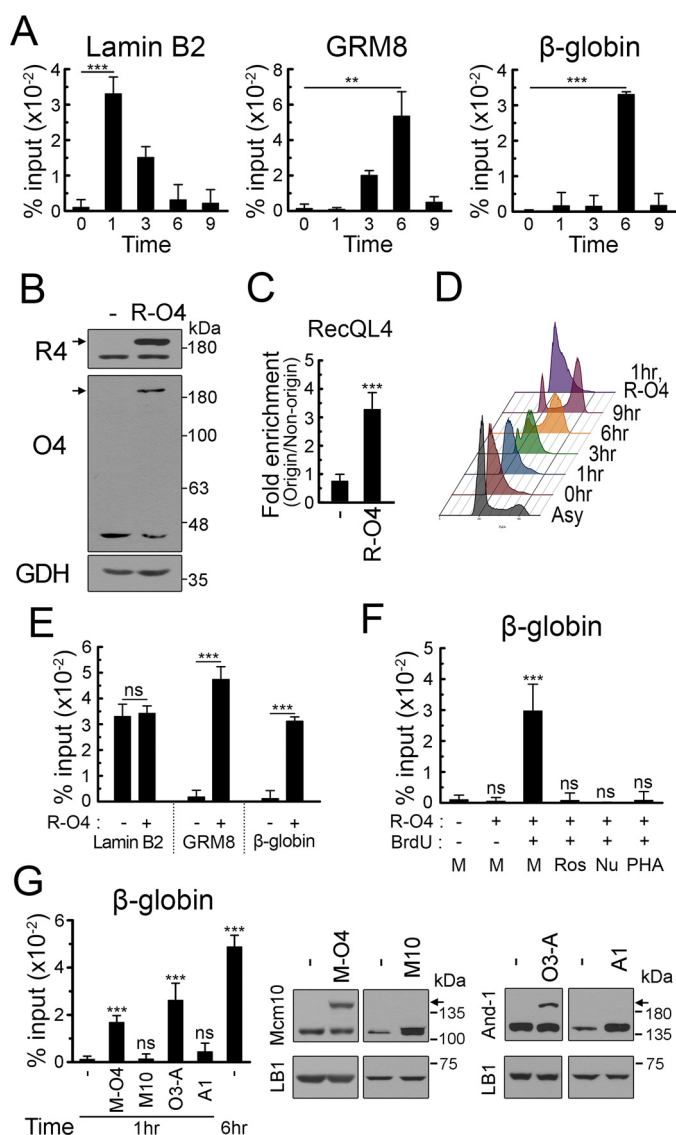 A
Lamin B2 GRM8 β-globin
% input (x10⁻²) 4 3 2 1 0 ***
0 1 3 6 9
Time
% input (x10⁻²) 8 6 4 2 0 **
0 1 3 6 9
Time
% input (x10⁻²) 4 3 2 1 0 ***
0 1 3 6 9
Time
B
- R-O4
kDa
R4 180
O4 180
100
63
48
GDH 35
C
RecQL4
Fold enrichment
(Origin/Non-origin)
5 4 3 2 1 0
***
- R-O4
D
1hr,
R-O4
9hr
6hr
3hr
1hr
0hr
Asy
E
% input (x10⁻²)
6 5 4 3 2 1 0
ns *** ***
R-O4 : - + - + - +
Lamin B2 GRM8 β-globin
F
β-globin
% input (x10⁻²)
5 4 3 2 1 0
ns *** ns ns ns
R-O4 : - + + + + +
BrdU : - - + + + +
M M M Ros Nu PHA
G
β-globin
% input (x10⁻²)
6 4 2 0
*** ns *** ns ***
- M-O4 M10 O3-A A1 -
Time 1hr 6hr
- M-O4 - M10
kDa
Mcm10 135
100
LB1 75
- O3-A - A1
kDa
And-1 180
135
LB1 75